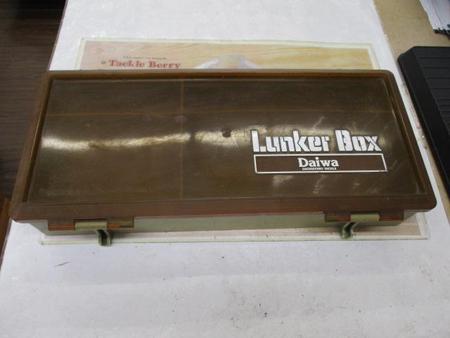 Tackle Berry
Lunker Box
Daiwa